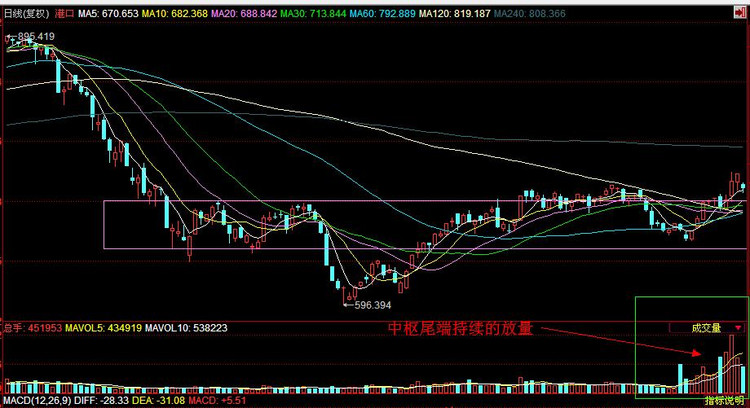 日线(复权) 港口 MA5: 670.653 MA10: 682.368 MA20: 688.842 MA30: 713.844 MA60: 792.889 MA120: 819.187 MA240: 808.366
895.419
596.394
总手: 451953 MAVOL5: 434919 MAVOL10: 538223
中枢尾端持续的放量
成交量
MACD(12,26,9) DIFF: -28.33 DEA: -31.08 MACD: +5.51
指标说明